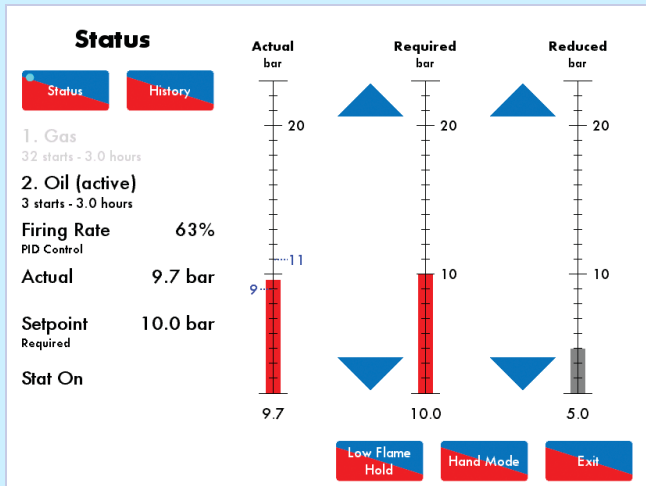 Status
Status
History
1. Gas
32 starts - 3.0 hours
2. Oil (active)
3 starts - 3.0 hours
Firing Rate 63%
PID Control
Actual 9.7 bar
Setpoint 10.0 bar
Required
Stat On
Actual
bar
20
11
9
9.7
Required
bar
20
10
10.0
Reduced
bar
20
10
5.0
Low Flame
Hold
Hand Mode
Exit